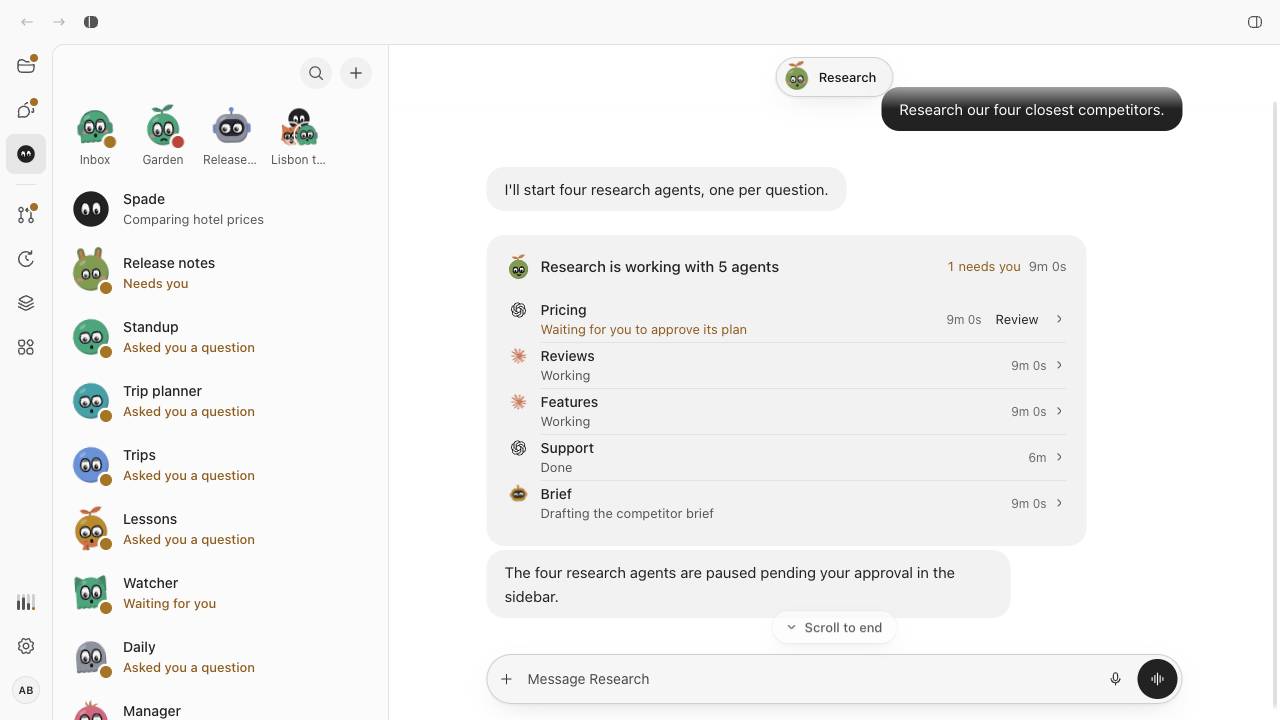 Inbox
Garden
Release...
Lisbon t...
Spade
Comparing hotel prices
Release notes
Needs you
Standup
Asked you a question
Trip planner
Asked you a question
Trips
Asked you a question
Lessons
Asked you a question
Watcher
Waiting for you
Daily
Asked you a question
Manager
AB
Research
Research our four closest competitors.
I'll start four research agents, one per question.
Research is working with 5 agents
1 needs you 9m 0s
Pricing
Waiting for you to approve its plan
9m 0s Review
Reviews
Working
9m 0s
Features
Working
9m 0s
Support
Done
6m
Brief
Drafting the competitor brief
9m 0s
The four research agents are paused pending your approval in the
sidebar.
Scroll to end
Message Research